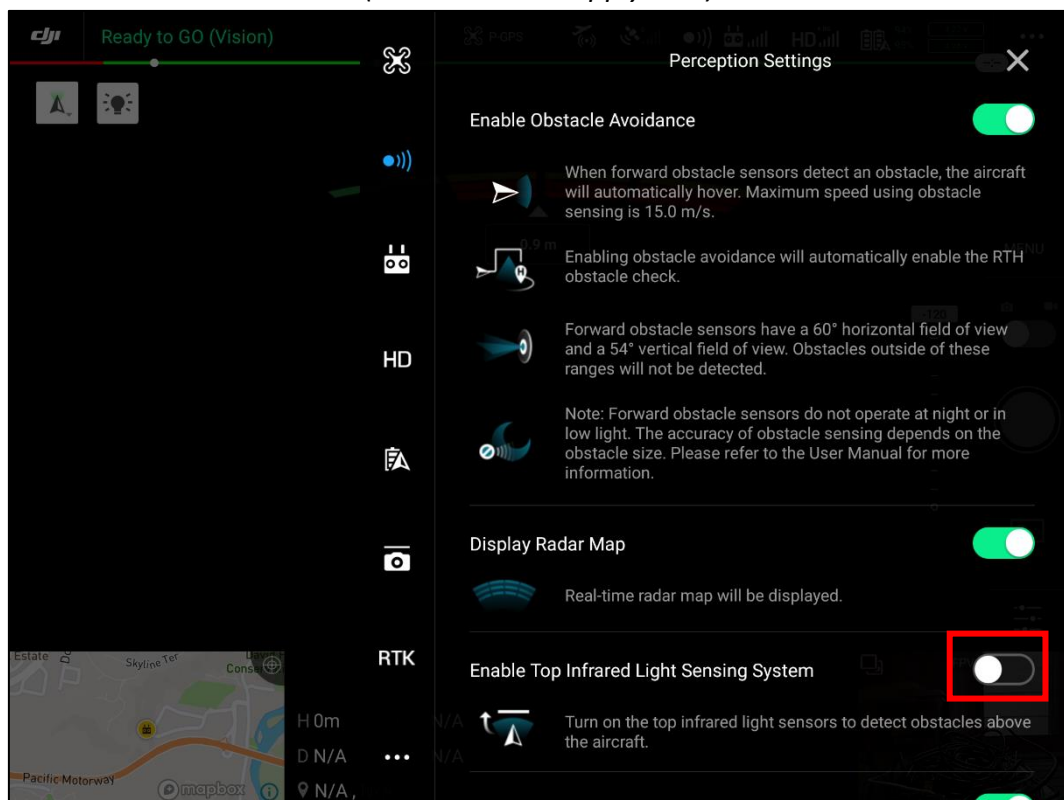 dji
Ready to GO (Vision)
P-GPS
HD
Perception Settings
Enable Obstacle Avoidance
When forward obstacle sensors detect an obstacle, the aircraft
will automatically hover. Maximum speed using obstacle
sensing is 15.0 m/s.
0.9 m
MENU
Enabling obstacle avoidance will automatically enable the RTH
obstacle check.
-120
Forward obstacle sensors have a 60° horizontal field of view
and a 54° vertical field of view. Obstacles outside of these
ranges will not be detected.
HD
Note: Forward obstacle sensors do not operate at night or in
low light. The accuracy of obstacle sensing depends on the
obstacle size. Please refer to the User Manual for more
information.
Display Radar Map
Real-time radar map will be displayed.
RTK
Enable Top Infrared Light Sensing System
Turn on the top infrared light sensors to detect obstacles above
the aircraft.
Estate
Skyline Ter
H 0m
N/A
D N/A
N/A
Pacific Motorway
mapbox
N/A ,